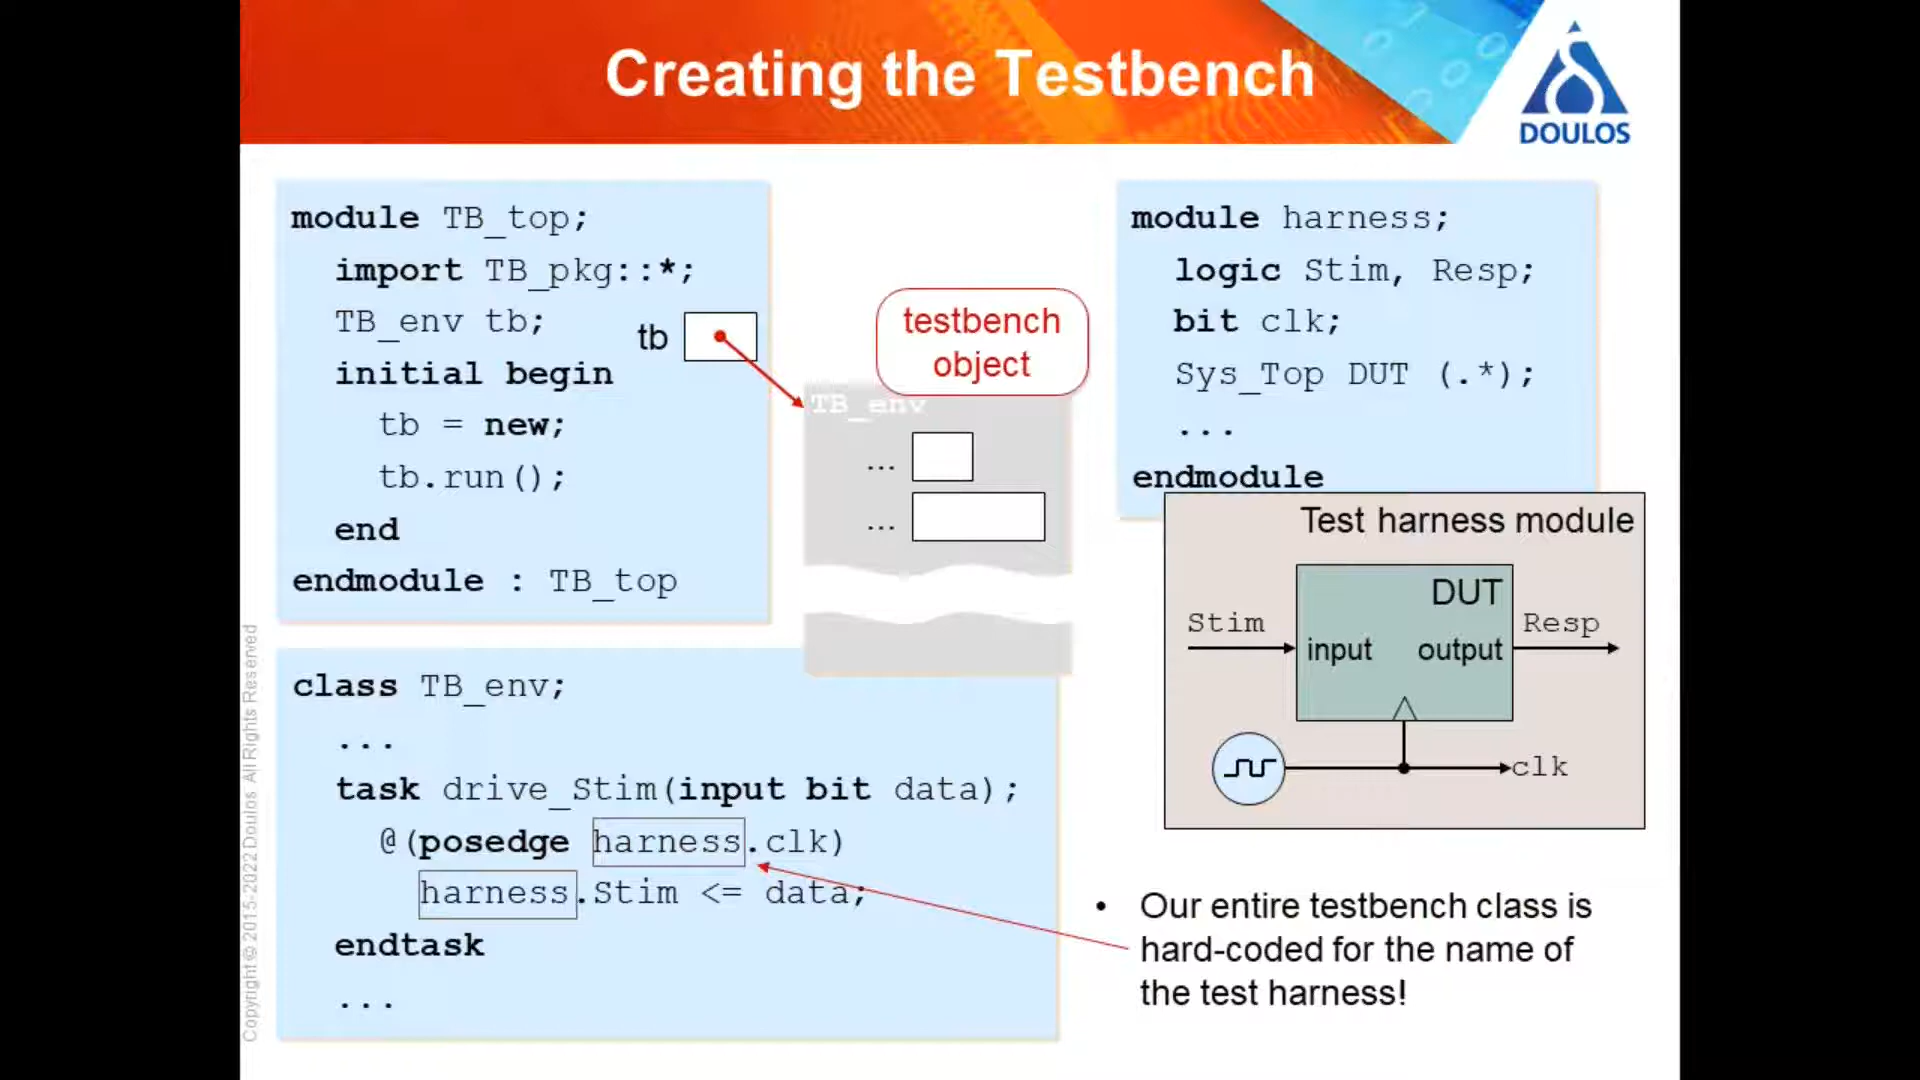 Creating the Testbench
DOULOS
module TB_top;
import TB_pkg::*;
TB_env tb;
initial begin
tb = new;
tb.run();
end
endmodule : TB_top
tb
testbench
object
TB_env
...
...
module harness;
logic Stim, Resp;
bit clk;
Sys_Top DUT (.*);
...
endmodule
Test harness module
DUT
Stim
input
output
Resp
clk
class TB_env;
...
task drive_Stim(input bit data);
@(posedge harness.clk)
harness.Stim <= data;
endtask
...
• Our entire testbench class is
hard-coded for the name of
the test harness!
Copyright © 2015-2022 Doulos All Rights Reserved